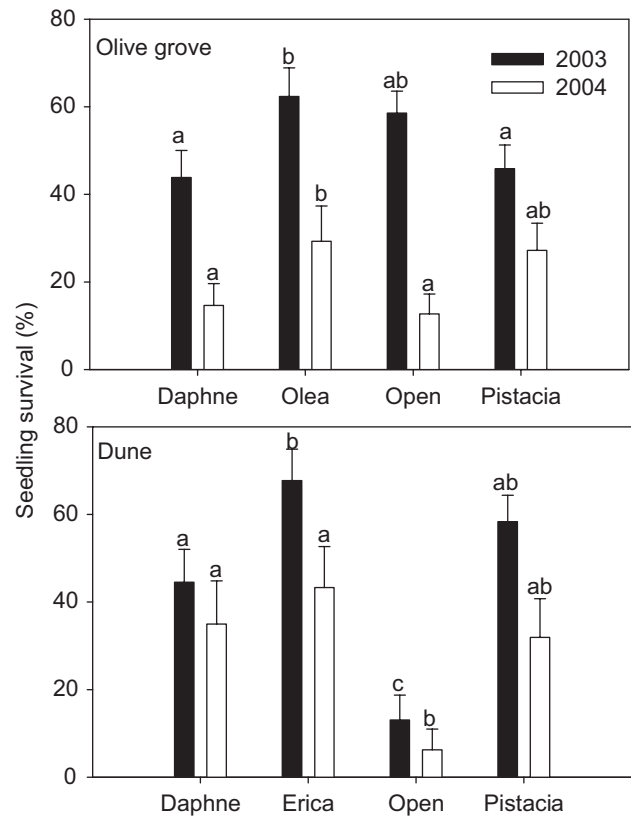 Seedling survival (%)
Olive grove
2003
2004
80
60
40
20
0
a
a
b
b
ab
a
a
ab
Daphne Olea Open Pistacia
Dune
80
60
40
20
0
a
a
b
a
c
b
ab
ab
Daphne Erica Open Pistacia